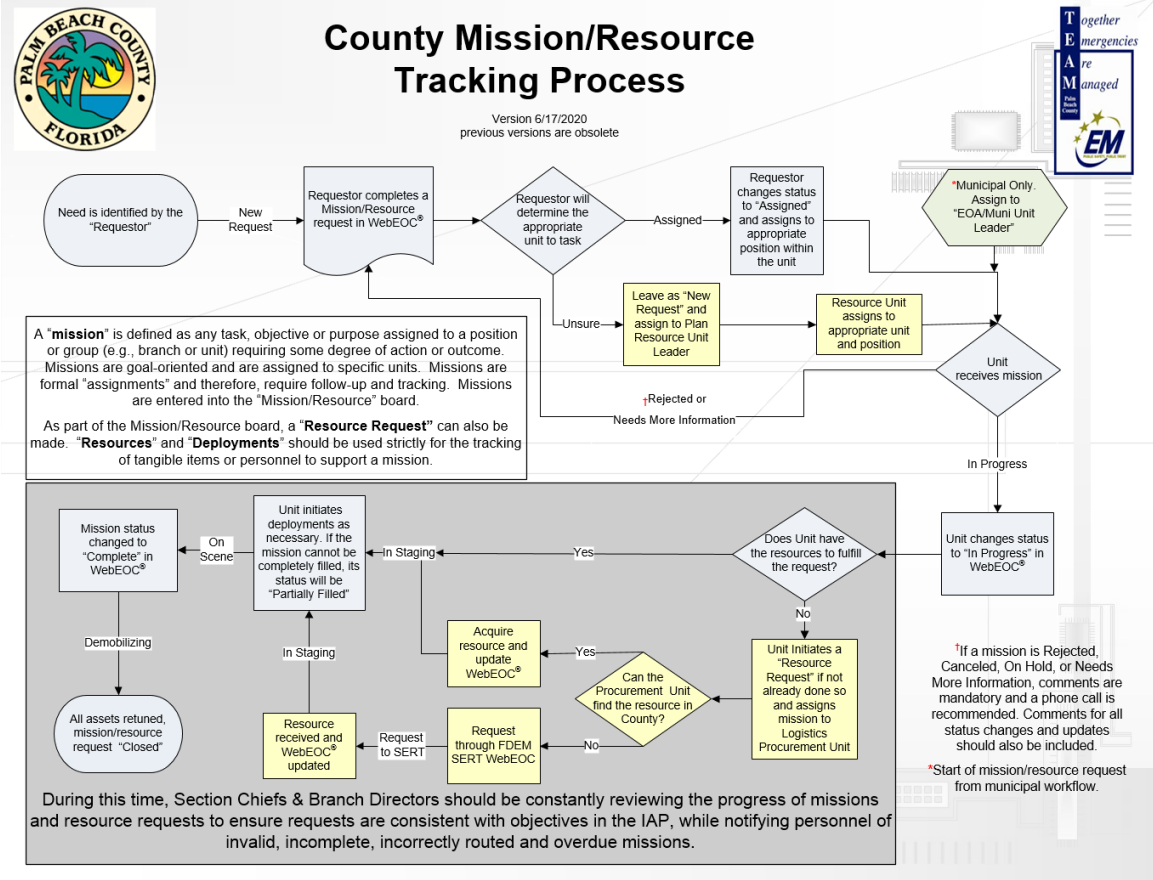 PALM BEACH COUNTY
FLORIDA
County Mission/Resource
Tracking Process
Version 6/17/2020
previous versions are obsolete
Together
Emergencies
Are
Managed
Palm
Beach
County
EM
Need is identified by the
“Requestor”
New
Request
Requestor completes a
Mission/Resource
request in WebEOC®
Requestor will
determine the
appropriate
unit to task
Assigned
Requestor
changes status
to “Assigned”
and assigns to
appropriate
position within
the unit
*Municipal Only.
Assign to
“EOA/Muni Unit
Leader”
Unsure
Leave as “New
Request” and
assign to Plan
Resource Unit
Leader
Resource Unit
assigns to
appropriate unit
and position
Unit
receives mission
†Rejected or
Needs More Information
A “mission” is defined as any task, objective or purpose assigned to a position
or group (e.g., branch or unit) requiring some degree of action or outcome.
Missions are goal-oriented and are assigned to specific units.  Missions are
formal “assignments” and therefore, require follow-up and tracking.  Missions
are entered into the “Mission/Resource” board.
As part of the Mission/Resource board, a “Resource Request” can also be
made.  “Resources” and “Deployments” should be used strictly for the tracking
of tangible items or personnel to support a mission.
In Progress
Unit changes status
to “In Progress” in
WebEOC®
Does Unit have
the resources to fulfill
the request?
Yes
In Staging
Unit initiates
deployments as
necessary. If the
mission cannot be
completely filled, its
status will be
“Partially Filled”
On
Scene
Mission status
changed to
“Complete” in
WebEOC®
Demobilizing
All assets retuned,
mission/resource
request  “Closed”
No
Unit Initiates a
“Resource
Request” if not
already done so
and assigns
mission to
Logistics
Procurement Unit
Can the
Procurement  Unit
find the resource in
County?
Yes
Acquire
resource and
update
WebEOC®
No
Request
through FDEM
SERT WebEOC
Request
to SERT
Resource
received and
WebEOC®
updated
In Staging
†If a mission is Rejected,
Canceled, On Hold, or Needs
More Information, comments are
mandatory and a phone call is
recommended. Comments for all
status changes and updates
should also be included.
*Start of mission/resource request
from municipal workflow.
During this time, Section Chiefs & Branch Directors should be constantly reviewing the progress of missions
and resource requests to ensure requests are consistent with objectives in the IAP, while notifying personnel of
invalid, incomplete, incorrectly routed and overdue missions.